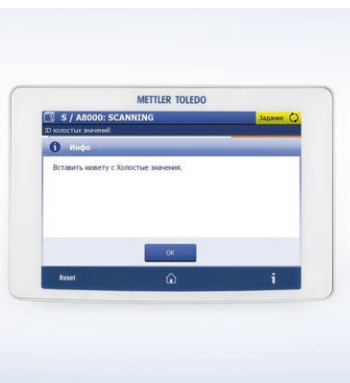 METTLER TOLEDO
S / A8000: SCANNING
Задание
ID холостых значений:
Инфо
Вставить кювету с Холостые значения.
OK
Reset
i